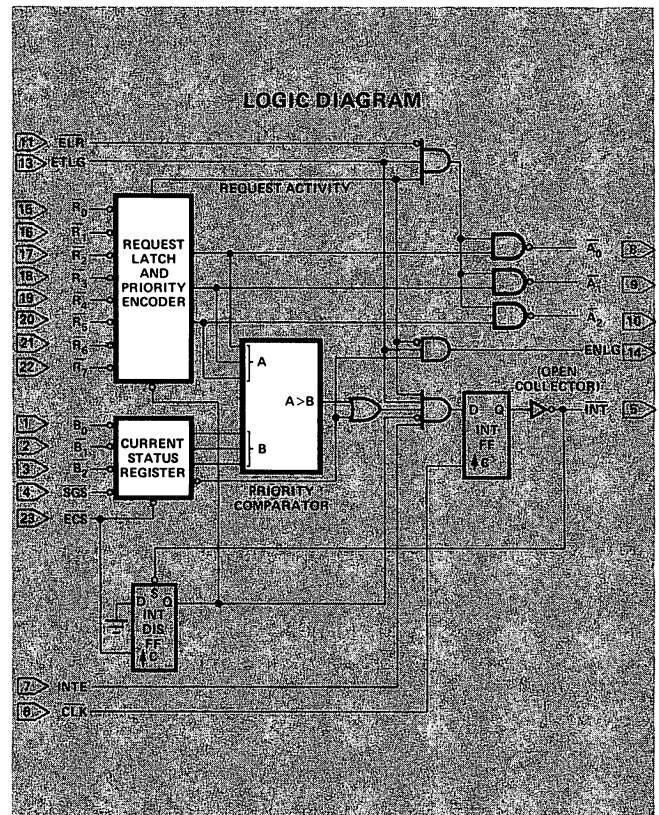 LOGIC DIAGRAM
11 ELR
13 ETLG
REQUEST ACTIVITY
15 R0
16 R1
17 R2
18 R3
19 R4
20 R5
21 R6
22 R7
REQUEST
LATCH
AND
PRIORITY
ENCODER
A0 8
A1 9
A2 10
ENLG 14
(OPEN
COLLECTOR)
INT 5
A
A>B
B
PRIORITY
COMPARATOR
D Q
INT
FF
C
1 B0
2 B1
3 B2
4 SGS
23 ECS
CURRENT
STATUS
REGISTER
S
D Q
INT
DIS
FF
C
7 INTE
6 CLK